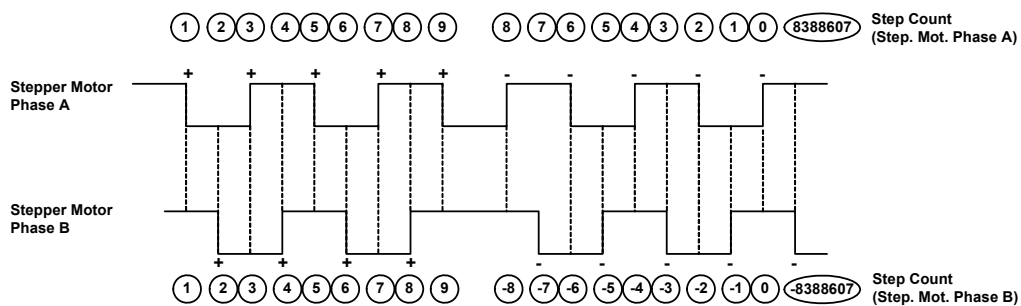 1 2 3 4 5 6 7 8 9 8 7 6 5 4 3 2 1 0 8388607 Step Count
(Step. Mot. Phase A)
+ + + + + - - - - -
Stepper Motor
Phase A
Stepper Motor
Phase B
+ + + + - - - - -
1 2 3 4 5 6 7 8 9 -8 -7 -6 -5 -4 -3 -2 -1 0 -8388607 Step Count
(Step. Mot. Phase B)